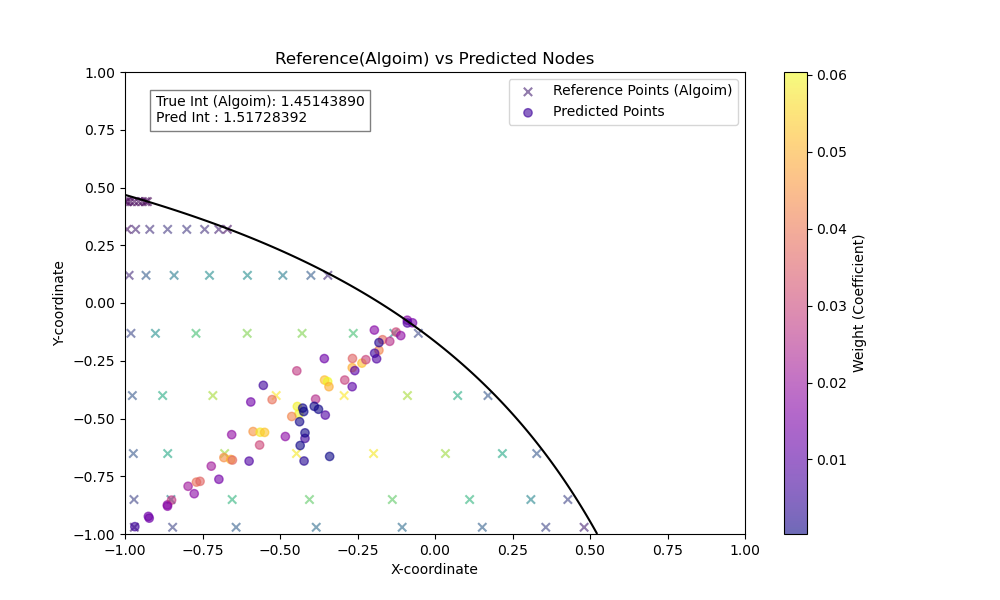 Reference(Algoim) vs Predicted Nodes
True Int (Algoim): 1.45143890
Pred Int : 1.51728392
Reference Points (Algoim)
Predicted Points
1.00
0.75
0.50
0.25
0.00
−0.25
−0.50
−0.75
−1.00
Y-coordinate
−1.00 −0.75 −0.50 −0.25 0.00 0.25 0.50 0.75 1.00
X-coordinate
0.06
0.05
0.04
0.03
0.02
0.01
Weight (Coefficient)